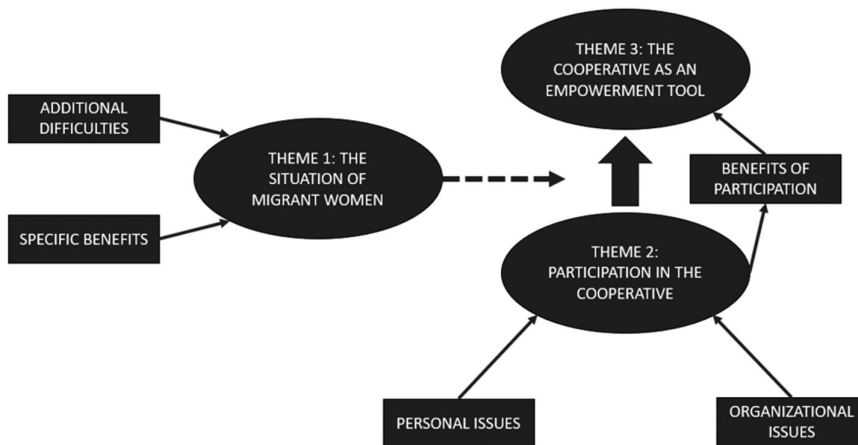 THEME 3: THE
COOPERATIVE AS AN
EMPOWERMENT TOOL
ADDITIONAL
DIFFICULTIES
THEME 1: THE
SITUATION OF
MIGRANT WOMEN
BENEFITS OF
PARTICIPATION
SPECIFIC BENEFITS
THEME 2:
PARTICIPATION IN THE
COOPERATIVE
PERSONAL ISSUES
ORGANIZATIONAL
ISSUES